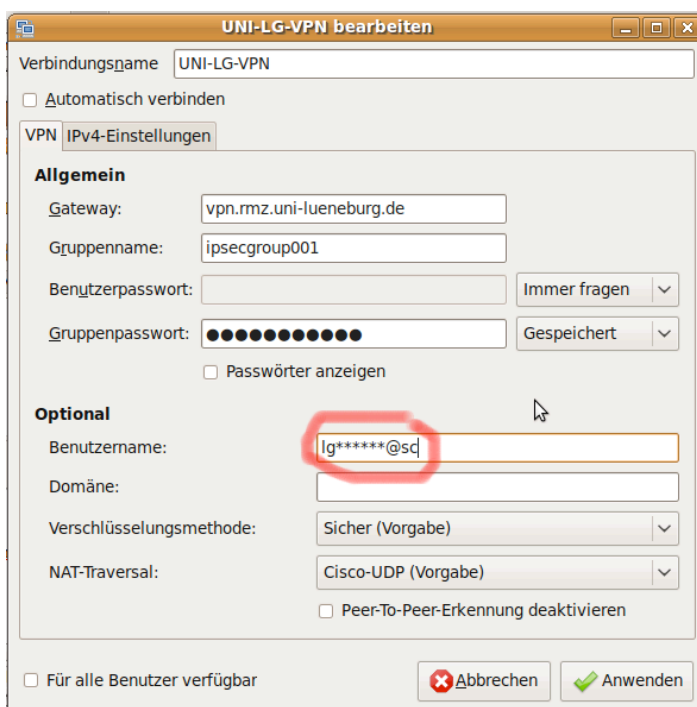 UNI-LG-VPN bearbeiten
Verbindungsname UNI-LG-VPN
Automatisch verbinden
VPN IPv4-Einstellungen
Allgemein
Gateway: vpn.rmz.uni-lueneburg.de
Gruppenname: ipsecgroup001
Benutzerpasswort: Immer fragen
Gruppenpasswort: ●●●●●●●●●●● Gespeichert
Passwörter anzeigen
Optional
Benutzername: lg******@sc
Domäne:
Verschlüsselungsmethode: Sicher (Vorgabe)
NAT-Traversal: Cisco-UDP (Vorgabe)
Peer-To-Peer-Erkennung deaktivieren
Für alle Benutzer verfügbar Abbrechen Anwenden